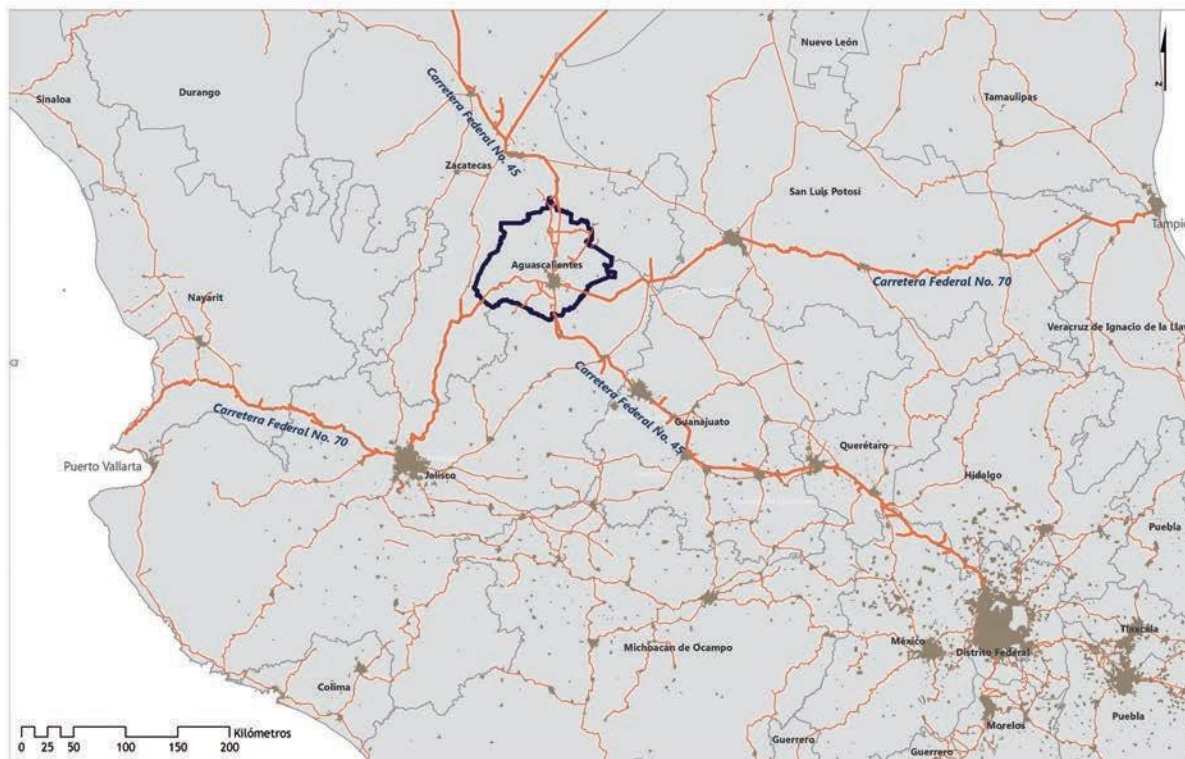 Nuevo León
Carretera Federal No. 45
Durango
Sinaloa
Tamaulipas
z
Zacatecas
San Luis Potosí
Tampic
Aguascalientes
Carretera Federal No. 70
Nayarit
Veracruz de Ignacio de la Llav
Carretera Federal No. 45
Carretera Federal No. 70
Guanajuato
Querétaro
Puerto Vallarta
Jalisco
Hidalgo
Puebla
Tlaxcala
México
Michoacán de Ocampo
Distrito Federal
Colima
Puebla
Morelos
Kilómetros
0 25 50 100 150 200
Guerrero
Guerrero